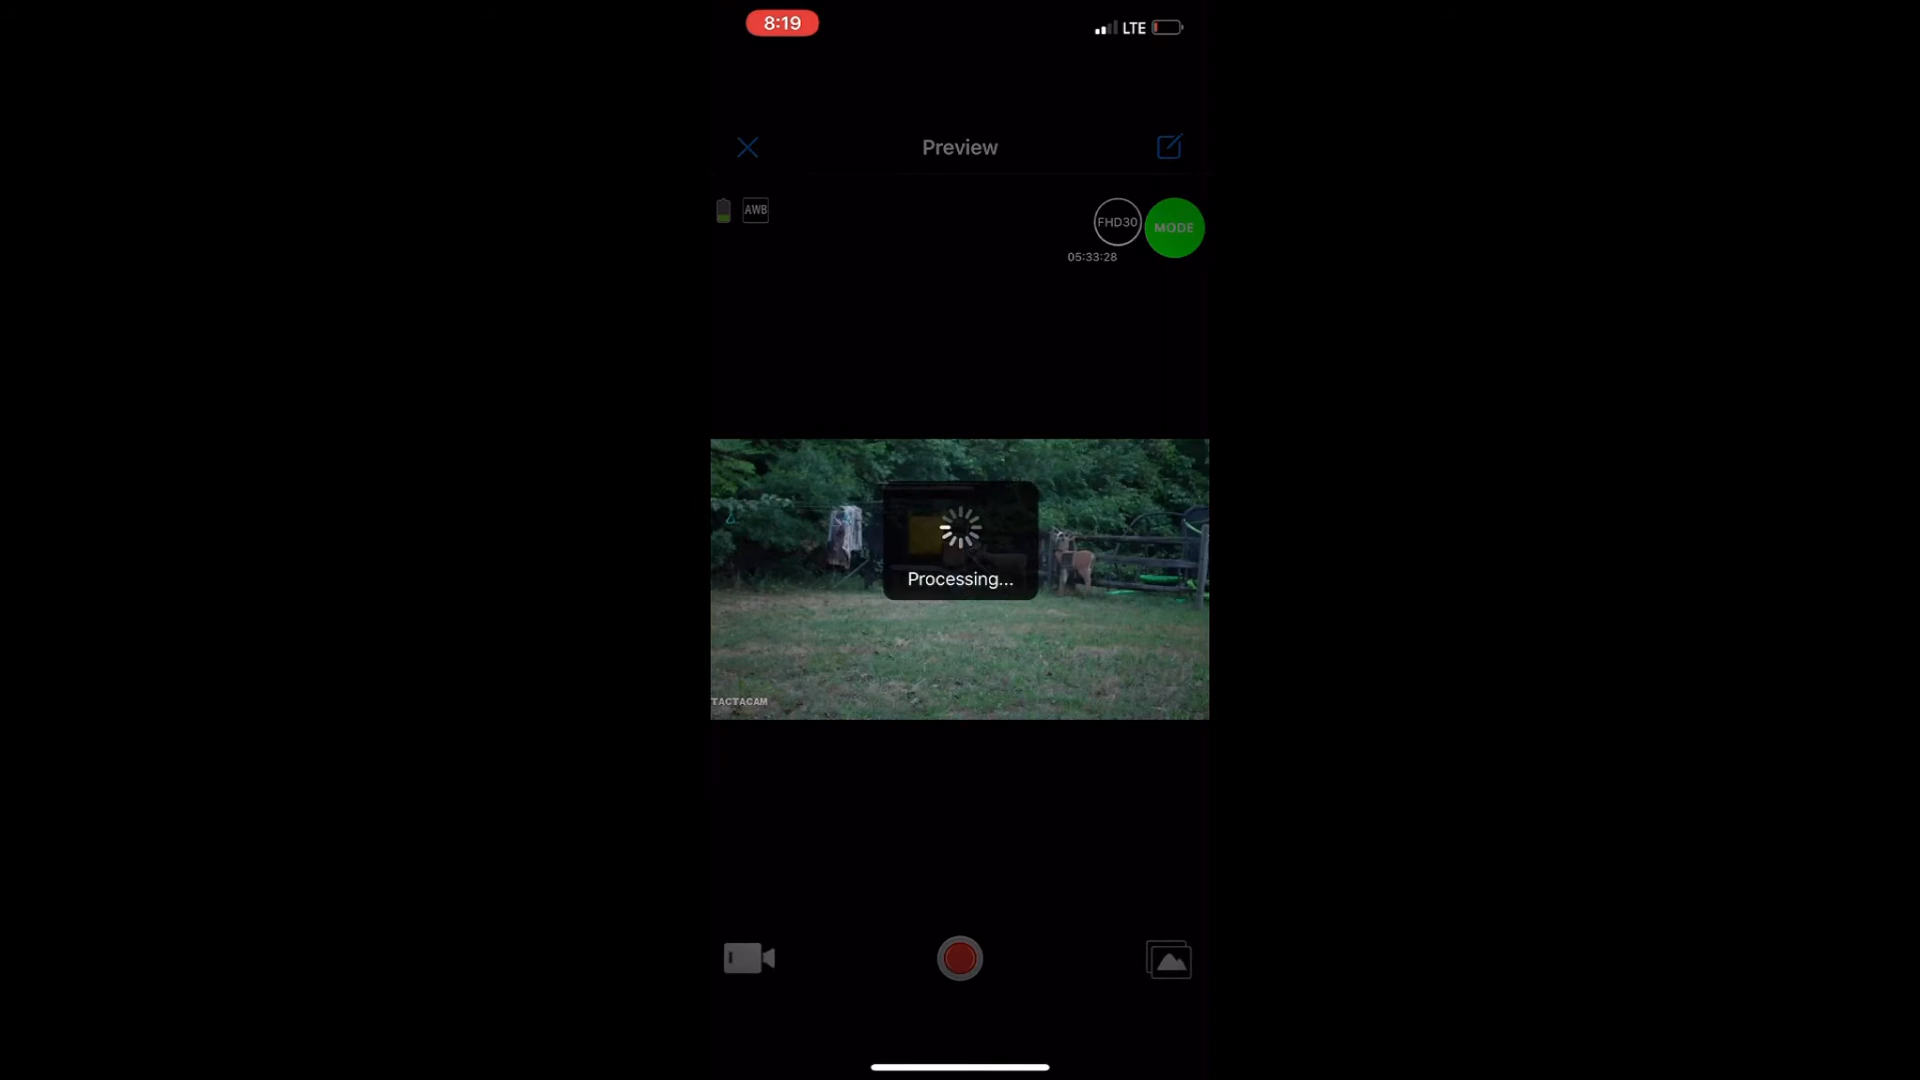 8:19
LTE
Preview
AWB
FHD30
MODE
05:33:28
Processing...
TACTACAM